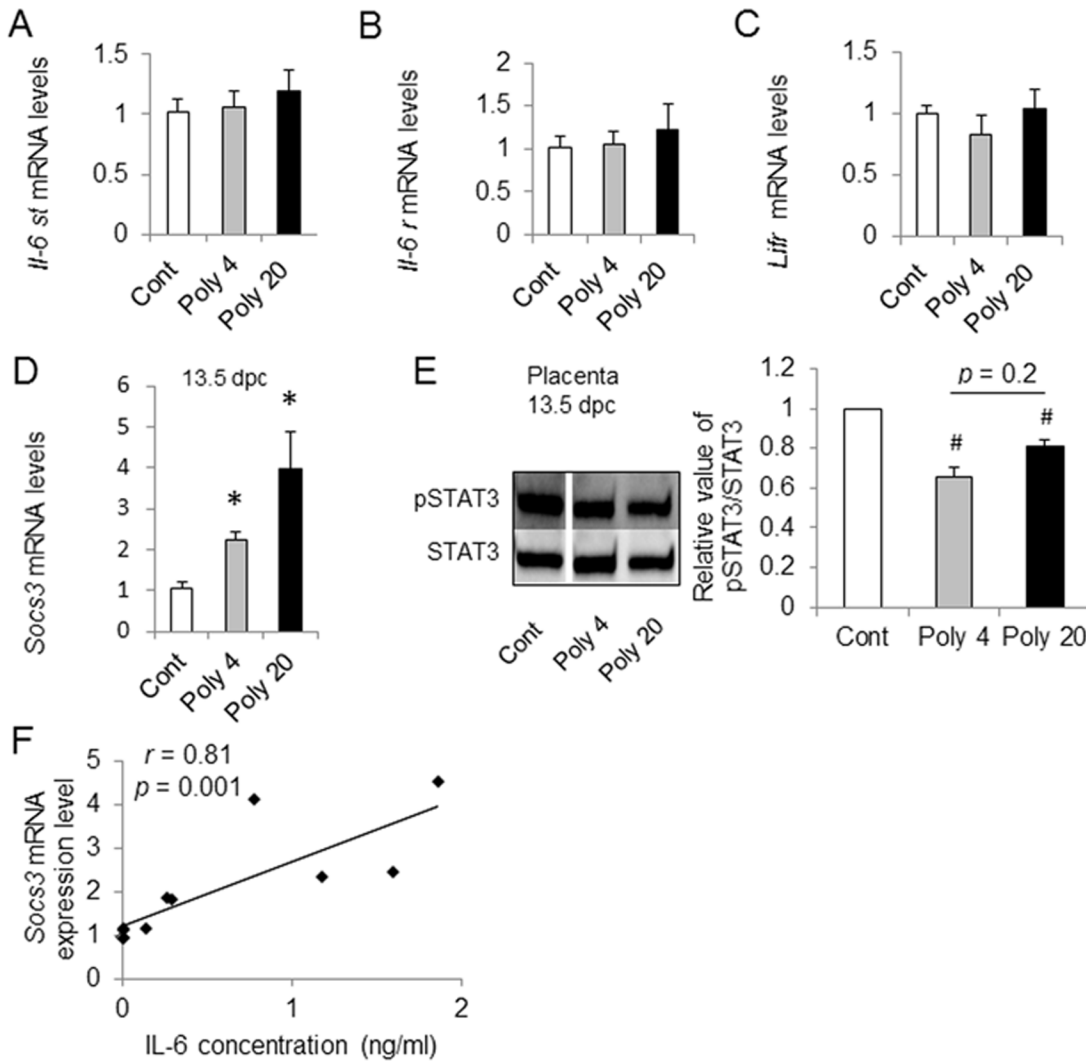 A
Il-6 st mRNA levels
1.5
1
0.5
0
Cont
Poly 4
Poly 20
B
Il-6 r mRNA levels
2
1.5
1
0.5
0
Cont
Poly 4
Poly 20
C
Lifr mRNA levels
1.5
1
0.5
0
Cont
Poly 4
Poly 20
D
Socs3 mRNA levels
13.5 dpc
6
5
4
3
2
1
0
*
*
Cont
Poly 4
Poly 20
E
Placenta
13.5 dpc
pSTAT3
STAT3
Cont
Poly 4
Poly 20
Relative value of
pSTAT3/STAT3
1.2
1
0.8
0.6
0.4
0.2
0
p = 0.2
#
#
Cont
Poly 4
Poly 20
F
Socs3 mRNA
expression level
r = 0.81
p = 0.001
5
4
3
2
1
0
0
1
2
IL-6 concentration (ng/ml)